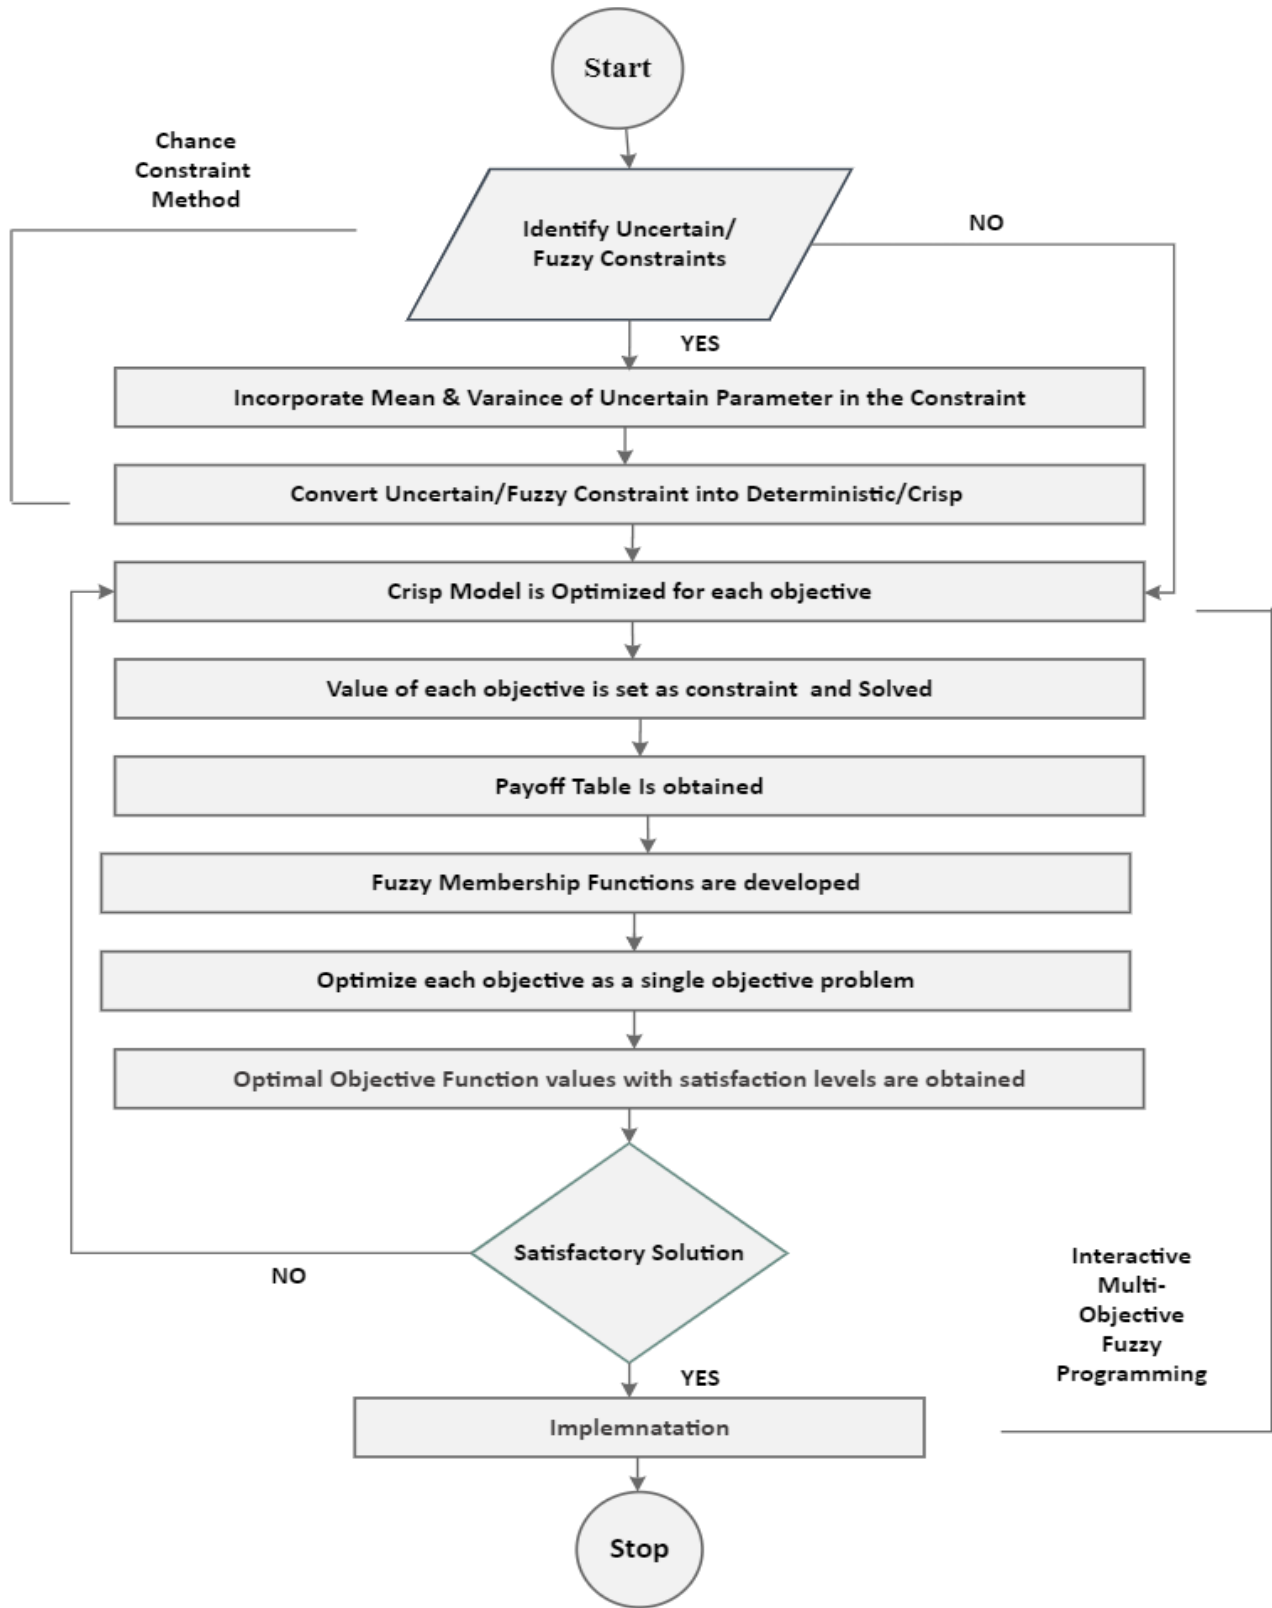 Start
Chance
Constraint
Method
Identify Uncertain/
Fuzzy Constraints
NO
YES
Incorporate Mean & Varaince of Uncertain Parameter in the Constraint
Convert Uncertain/Fuzzy Constraint into Deterministic/Crisp
Crisp Model is Optimized for each objective
Value of each objective is set as constraint and Solved
Payoff Table Is obtained
Fuzzy Membership Functions are developed
Optimize each objective as a single objective problem
Optimal Objective Function values with satisfaction levels are obtained
Satisfactory Solution
NO
Interactive
Multi-
Objective
Fuzzy
Programming
YES
Implemnatation
Stop